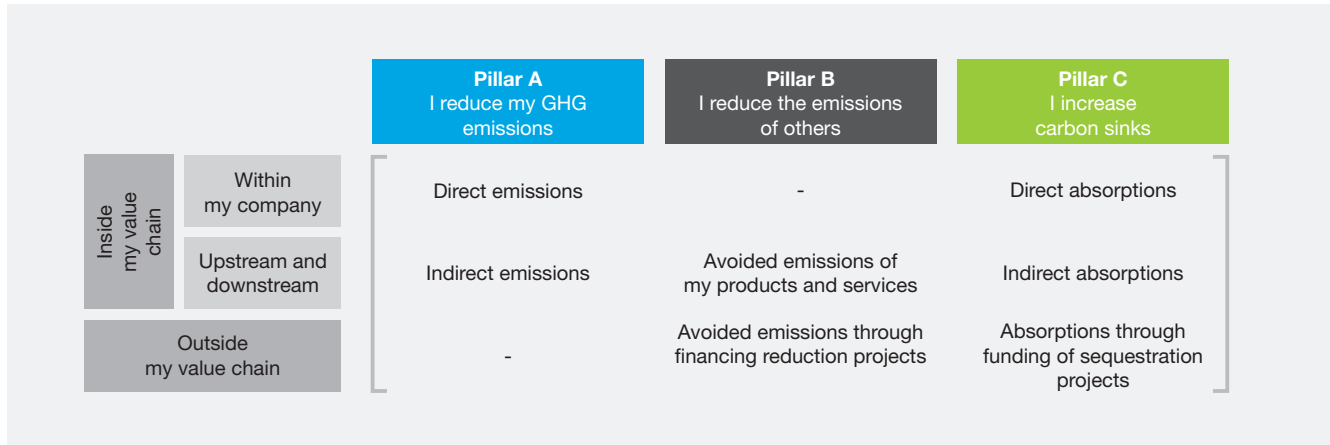 Pillar A
I reduce my GHG
emissions
Pillar B
I reduce the emissions
of others
Pillar C
I increase
carbon sinks
Inside
my value
chain
Within
my company
Direct emissions
-
Direct absorptions
Upstream and
downstream
Indirect emissions
Avoided emissions of
my products and services
Indirect absorptions
Outside
my value chain
-
Avoided emissions through
financing reduction projects
Absorptions through
funding of sequestration
projects